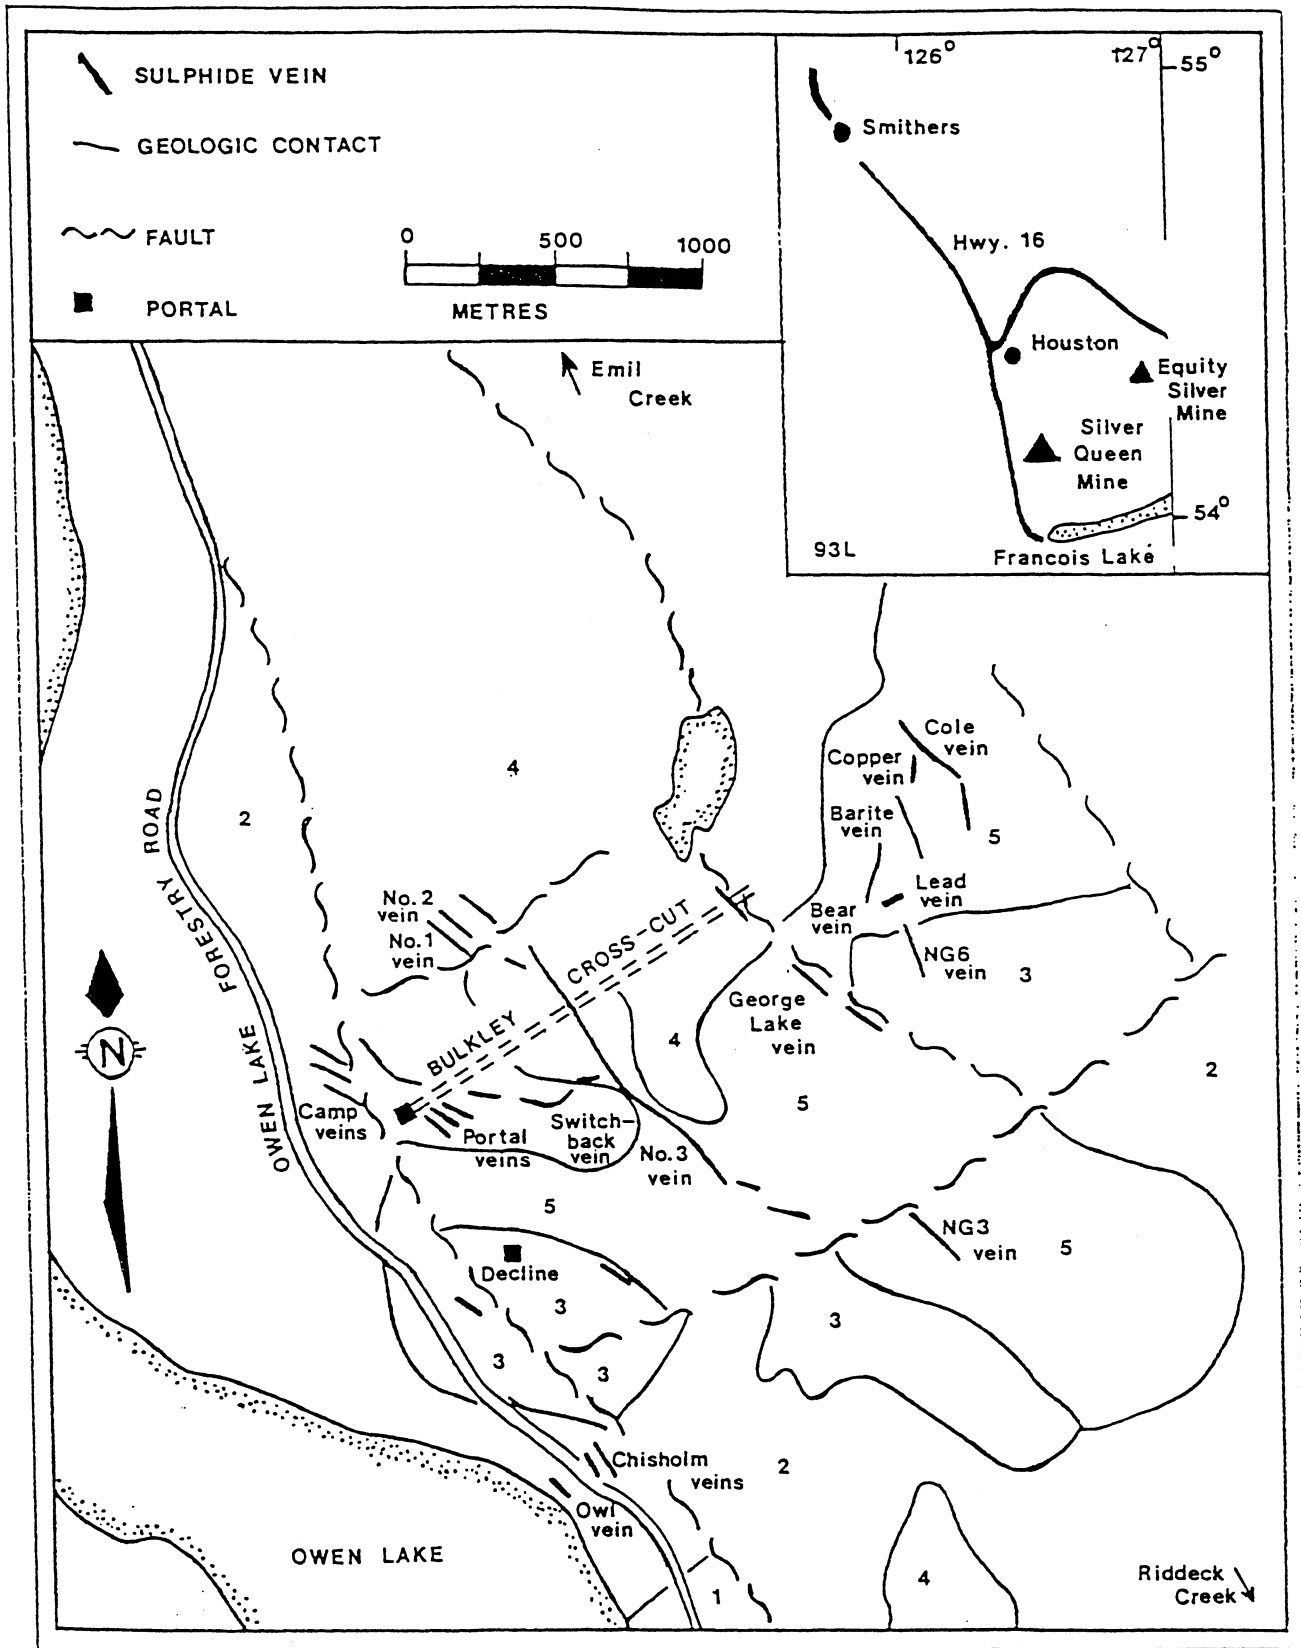 SULPHIDE VEIN
GEOLOGIC CONTACT
FAULT
PORTAL
0 500 1000
METRES
126° 127°
55°
Smithers
Hwy. 16
Houston
Equity
Silver
Mine
Silver
Queen
Mine
54°
93L
Francois Lake
Emil
Creek
4
2
OWEN LAKE FORESTRY ROAD
N
No.2
vein
No.1
vein
BULKLEY CROSS-CUT
Cole
vein
Copper
vein
Barite
vein
5
Lead
vein
Bear
vein
NG6
vein
3
George
Lake
vein
4
5
2
Camp
veins
Portal
veins
Switch-
back
vein
No.3
vein
5
Decline
3
3
3
NG3
vein
5
3
Chisholm
veins
2
Owl
vein
OWEN LAKE
1
4
Riddeck
Creek